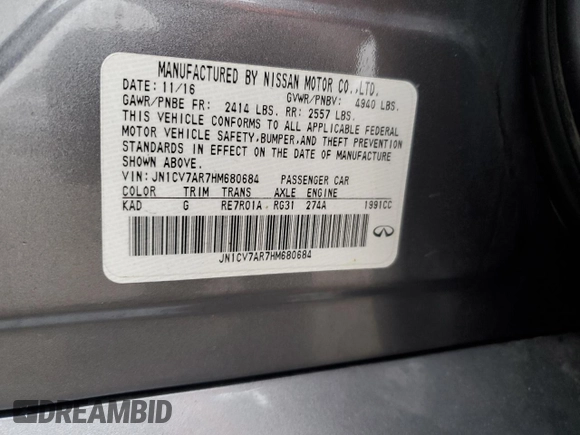 MANUFACTURED BY NISSAN MOTOR CO.,LTD.
DATE: 11/16 GVWR/PNBV: 4940 LBS.
GAWR/PNBE FR: 2414 LBS. RR: 2557 LBS.
THIS VEHICLE CONFORMS TO ALL APPLICABLE FEDERAL
MOTOR VEHICLE SAFETY,BUMPER,AND THEFT PREVENTION
STANDARDS IN EFFECT ON THE DATE OF MANUFACTURE
SHOWN ABOVE.
VIN: JN1CV7AR7HM680684 PASSENGER CAR
COLOR TRIM TRANS AXLE ENGINE
KAD G RE7R01A RG31 274A 1991CC
JN1CV7AR7HM680684
DREAMBID